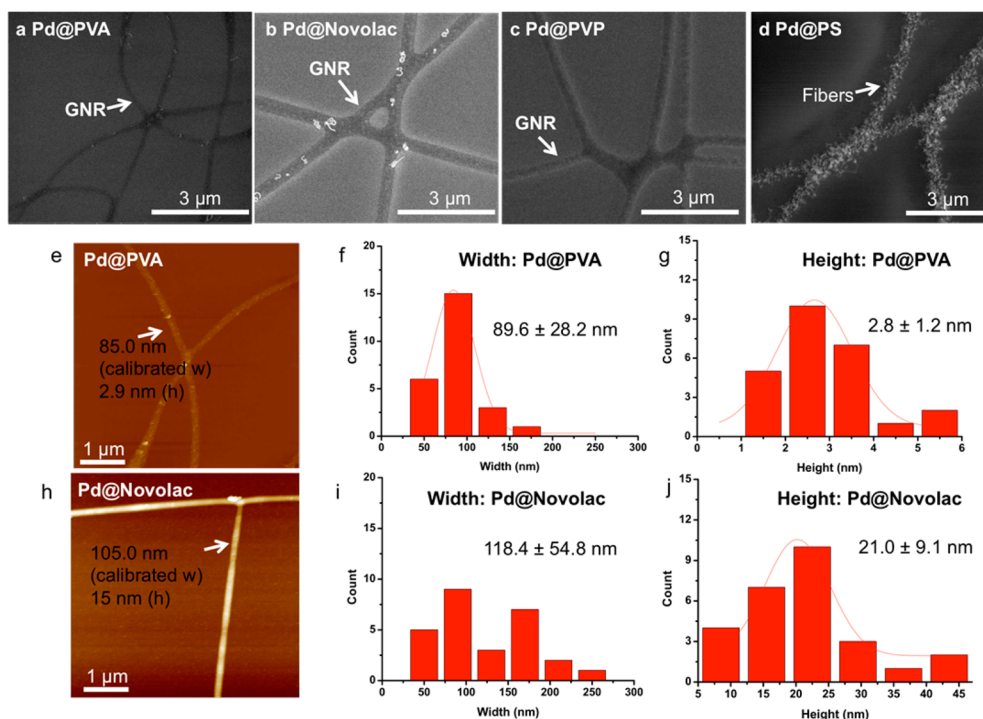 a Pd@PVA
GNR
3 µm
b Pd@Novolac
GNR
3 µm
c Pd@PVP
GNR
3 µm
d Pd@PS
Fibers
3 µm
e
Pd@PVA
85.0 nm
(calibrated w)
2.9 nm (h)
1 µm
f
Width: Pd@PVA
89.6 ± 28.2 nm
Count
20
15
10
5
0
0 50 100 150 200 250 300
Width (nm)
g
Height: Pd@PVA
2.8 ± 1.2 nm
Count
15
12
9
6
3
0
0 1 2 3 4 5 6
Height (nm)
h
Pd@Novolac
105.0 nm
(calibrated w)
15 nm (h)
1 µm
i
Width: Pd@Novolac
118.4 ± 54.8 nm
Count
20
15
10
5
0
0 50 100 150 200 250 300
Width (nm)
j
Height: Pd@Novolac
21.0 ± 9.1 nm
Count
15
12
9
6
3
0
5 10 15 20 25 30 35 40 45
Height (nm)